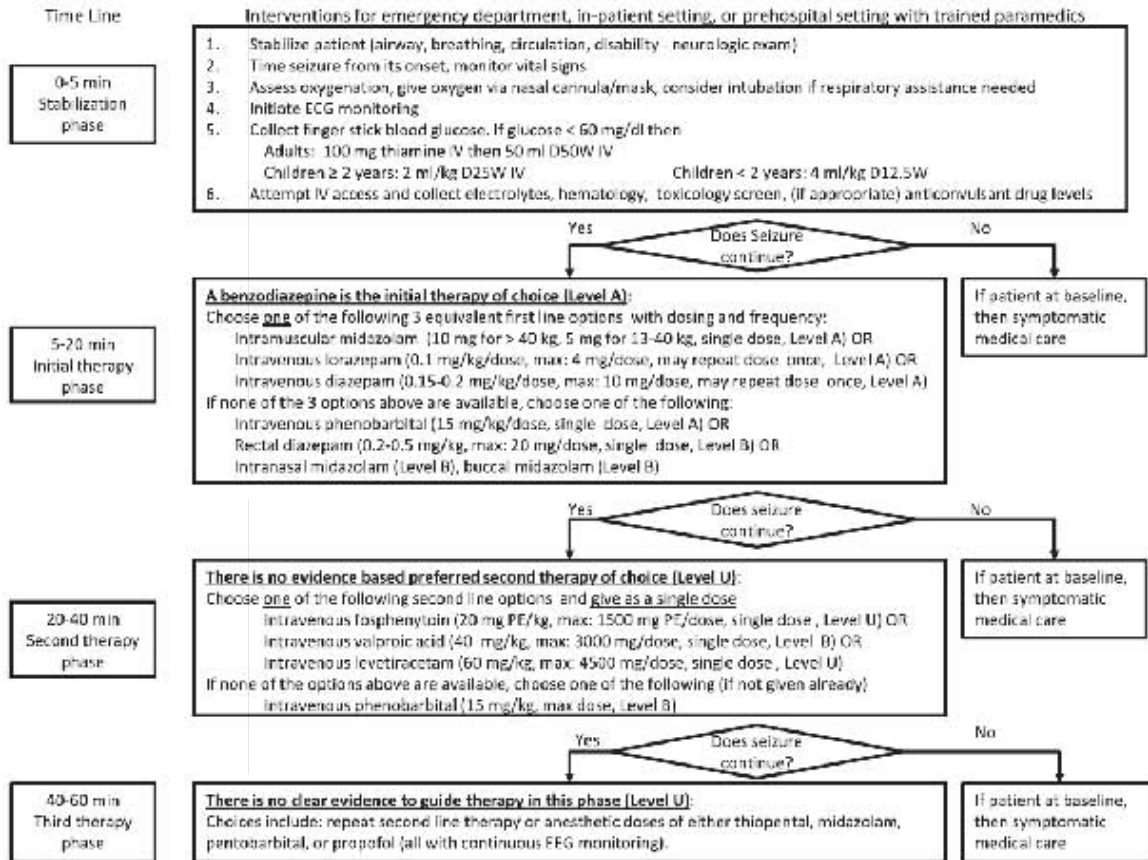 Time Line
Interventions for emergency department, in-patient setting, or prehospital setting with trained paramedics
0-5 min
Stabilization
phase
1. Stabilize patient (airway, breathing, circulation, disability - neurologic exam)
2. Time seizure from its onset, monitor vital signs
3. Assess oxygenation, give oxygen via nasal cannula/mask, consider intubation if respiratory assistance needed
4. Initiate ECG monitoring
5. Collect finger stick blood glucose. If glucose < 60 mg/dl then
Adults: 100 mg thiamine IV then 50 ml D50W IV
Children ≥ 2 years: 2 ml/kg D25W IV Children < 2 years: 4 ml/kg D12.5W
6. Attempt IV access and collect electrolytes, hematology, toxicology screen, (if appropriate) anticonvulsant drug levels
Yes
Does Seizure
continue?
No
5-20 min
Initial therapy
phase
A benzodiazepine is the initial therapy of choice (Level A):
Choose one of the following 3 equivalent first line options with dosing and frequency:
Intramuscular midazolam (10 mg for > 40 kg, 5 mg for 13-40 kg, single dose, Level A) OR
Intravenous lorazepam (0.1 mg/kg/dose, max: 4 mg/dose, may repeat dose once, Level A) OR
Intravenous diazepam (0.15-0.2 mg/kg/dose, max: 10 mg/dose, may repeat dose once, Level A)
If none of the 3 options above are available, choose one of the following:
Intravenous phenobarbital (15 mg/kg/dose, single dose, Level A) OR
Rectal diazepam (0.2-0.5 mg/kg, max: 20 mg/dose, single dose, Level B) OR
Intranasal midazolam (Level B), buccal midazolam (Level B)
If patient at baseline,
then symptomatic
medical care
Yes
Does seizure
continue?
No
20-40 min
Second therapy
phase
There is no evidence based preferred second therapy of choice (Level U):
Choose one of the following second line options and give as a single dose
Intravenous fosphenytoin (20 mg PE/kg, max: 1500 mg PE/dose, single dose , Level U) OR
Intravenous valproic acid (40 mg/kg, max: 3000 mg/dose, single dose, Level B) OR
Intravenous levetiracetam (60 mg/kg, max: 4500 mg/dose, single dose , Level U)
If none of the options above are available, choose one of the following (if not given already)
Intravenous phenobarbital (15 mg/kg, max dose, Level B)
If patient at baseline,
then symptomatic
medical care
Yes
Does seizure
continue?
No
40-60 min
Third therapy
phase
There is no clear evidence to guide therapy in this phase (Level U):
Choices include: repeat second line therapy or anesthetic doses of either thiopental, midazolam,
pentobarbital, or propofol (all with continuous EEG monitoring).
If patient at baseline,
then symptomatic
medical care